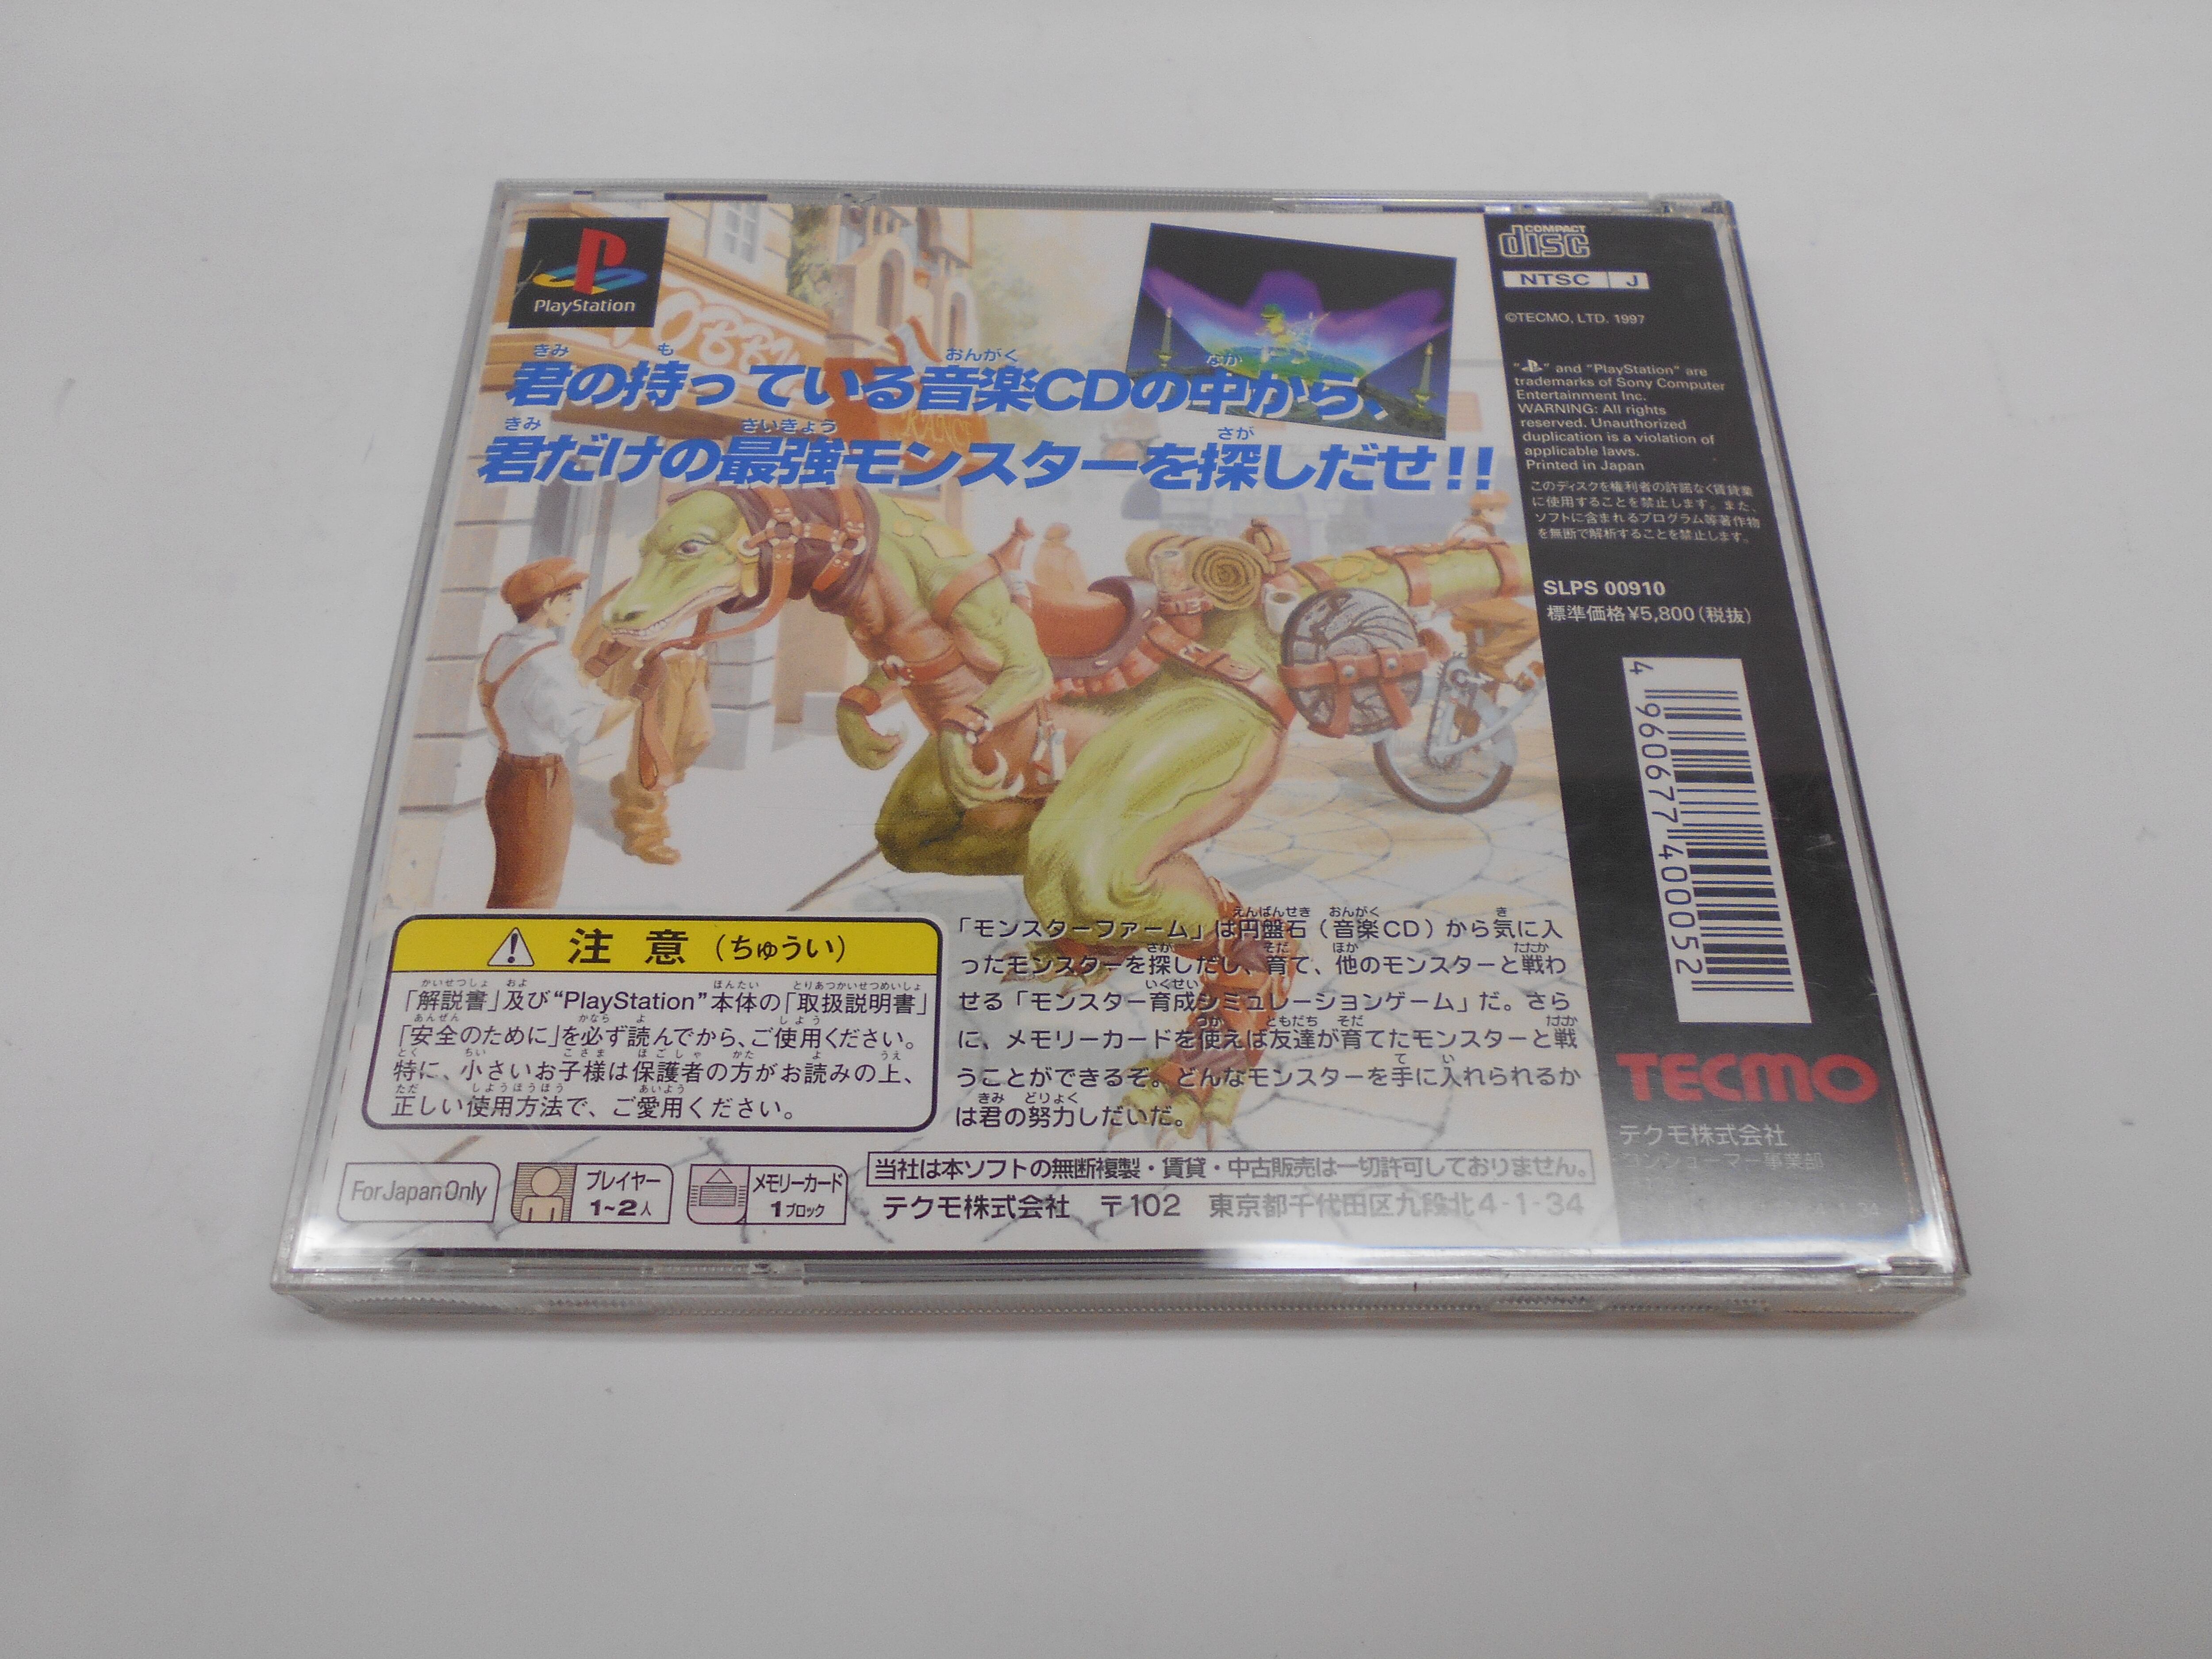 PlayStation
君の持っている音楽CDの中から、
君だけの最強モンスターを探しだせ!!
注意(ちゅうい)
「解説書」及び“PlayStation”本体の「取扱説明書」
「安全のために」を必ず読んでから、ご使用ください。
特に、小さいお子様は保護者の方がお読みの上、
正しい使用方法で、ご愛用ください。
「モンスターファーム」は円盤石（音楽CD）から気に入
ったモンスターを探しだし、育て、他のモンスターと戦わ
せる「モンスター育成シミュレーションゲーム」だ。さら
に、メモリーカードを使えば友達が育てたモンスターと戦
うことができるぞ。どんなモンスターを手に入れられるか
は君の努力しだいだ。
For Japan Only
プレイヤー
1~2人
メモリーカード
1ブロック
当社は本ソフトの無断複製・賃貸・中古販売は一切許可しておりません。
テクモ株式会社 〒102 東京都千代田区九段北4-1-34
COMPACT
disc
NTSC J
©TECMO, LTD. 1997
" " and "PlayStation" are
trademarks of Sony Computer
Entertainment Inc.
WARNING: All rights
reserved. Unauthorized
duplication is a violation of
applicable laws.
Printed in Japan
このディスクを権利者の許諾なく賃貸業
に使用することを禁止します。また、
ソフトに含まれるプログラム等著作物
を無断で解析することを禁止します。
SLPS 00910
標準価格¥5,800(税抜)
4 960677 400052
TECMO
テクモ株式会社
コンシューマー事業部